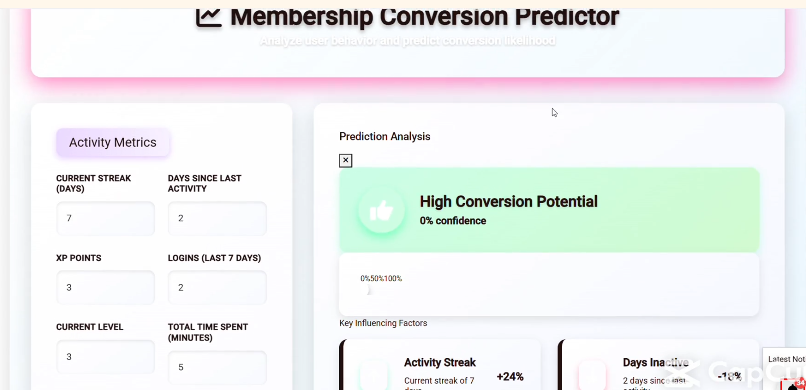 Membership Conversion Predictor
Analyze user behavior and predict conversion likelihood
Activity Metrics
CURRENT STREAK
(DAYS)
DAYS SINCE LAST
ACTIVITY
7
2
XP POINTS
LOGINS (LAST 7 DAYS)
3
2
CURRENT LEVEL
TOTAL TIME SPENT
(MINUTES)
3
5
Prediction Analysis
High Conversion Potential
0% confidence
0%50%100%
Key Influencing Factors
Activity Streak
Current streak of 7
+24%
Days Inactive
2 days since last
-18%
Latest Not
CapCu